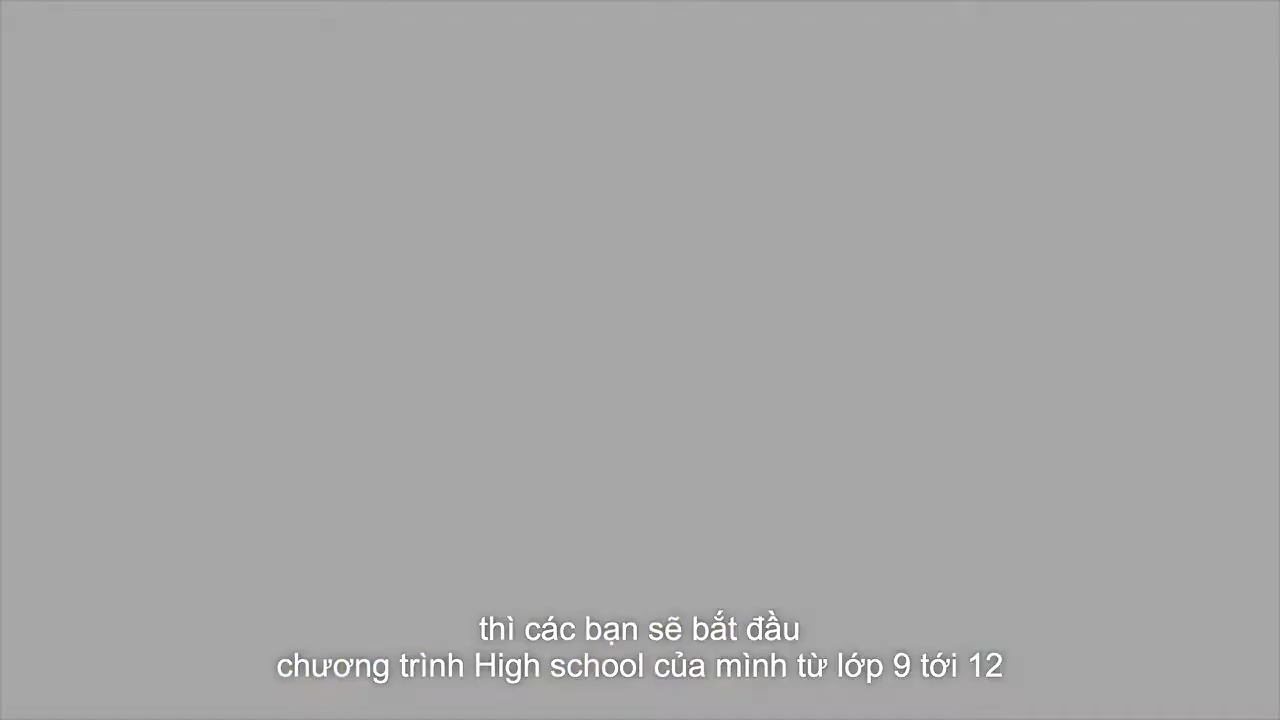 thì các bạn sẽ bắt đầu
chương trình High school của mình từ lớp 9 tới 12